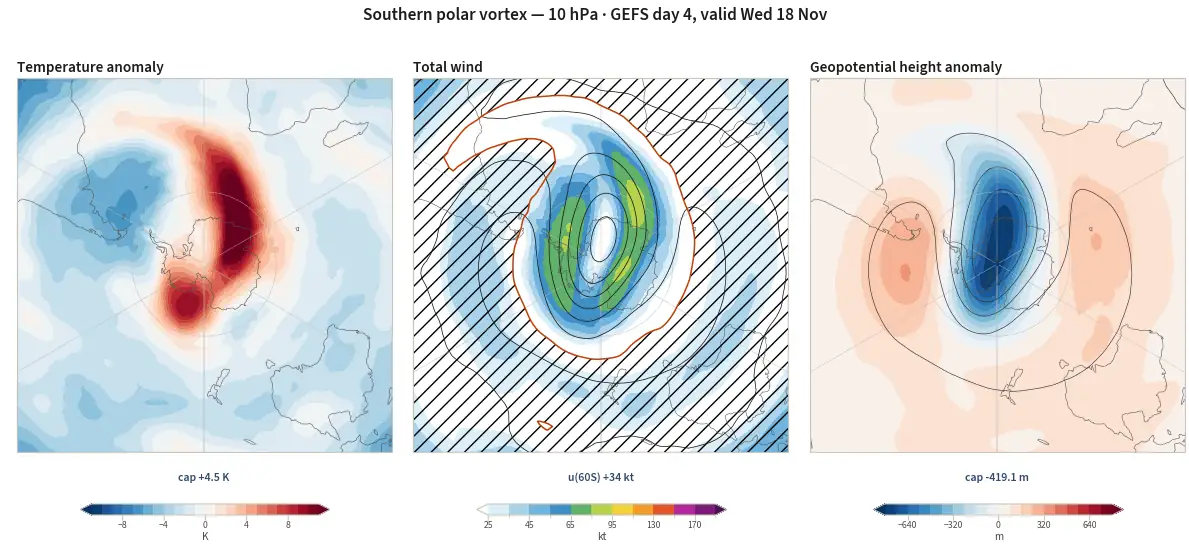 Southern polar vortex — 10 hPa · GEFS day 4, valid Wed 18 Nov
Temperature anomaly
Total wind
Geopotential height anomaly
cap +4.5 K
u(60S) +34 kt
cap -419.1 m
−8 −4 0 4 8
K
25 45 65 95 130 170
kt
−640 −320 0 320 640
m